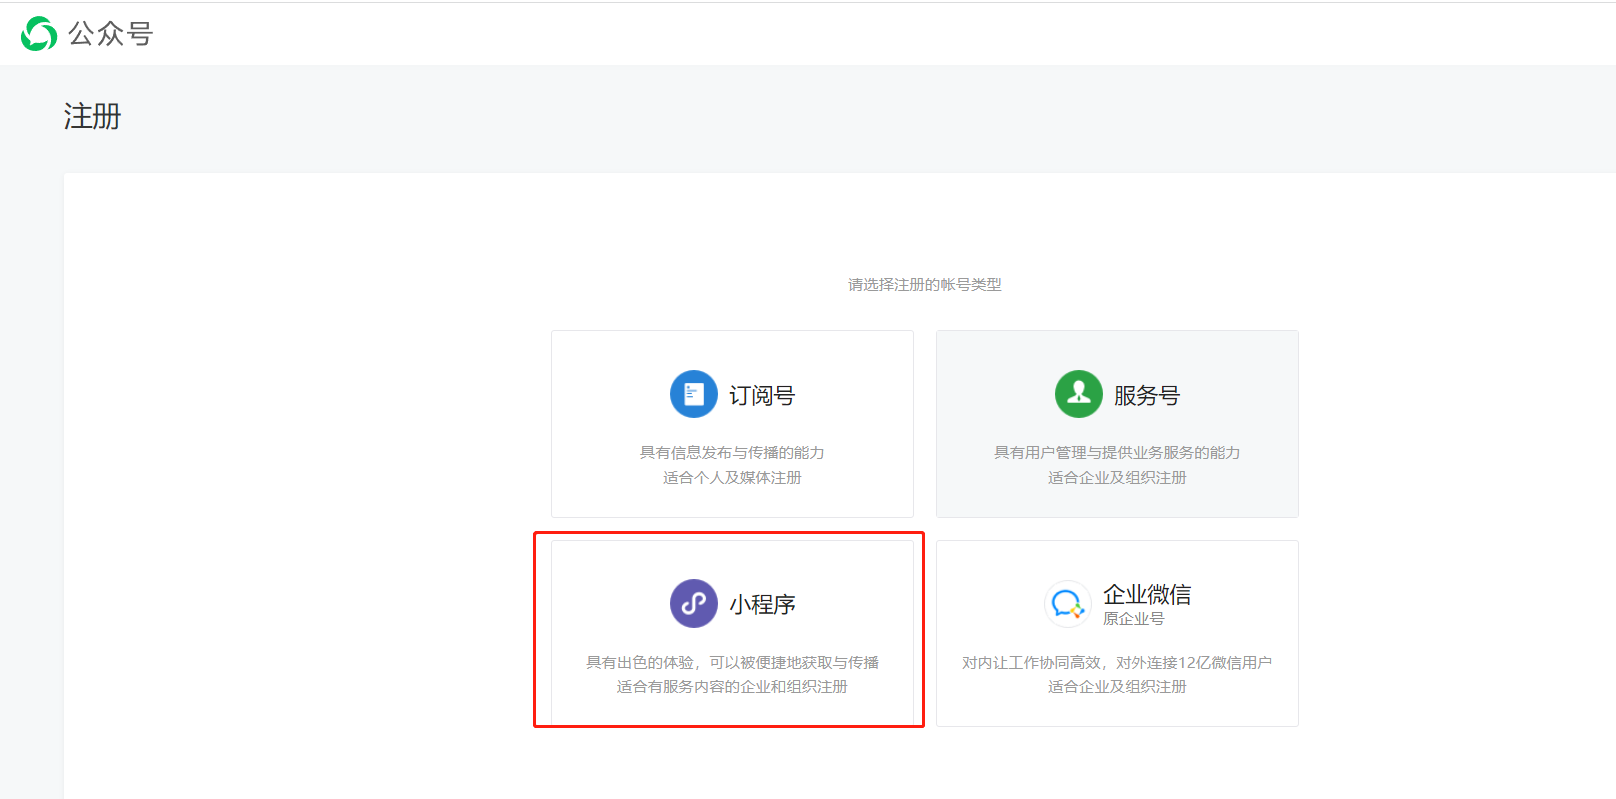 公众号
注册
请选择注册的帐号类型
订阅号
具有信息发布与传播的能力
适合个人及媒体注册
服务号
具有用户管理与提供业务服务的能力
适合企业及组织注册
小程序
具有出色的体验，可以被便捷地获取与传播
适合有服务内容的企业和组织注册
企业微信
原企业号
对内让工作协同高效，对外连接12亿微信用户
适合企业及组织注册